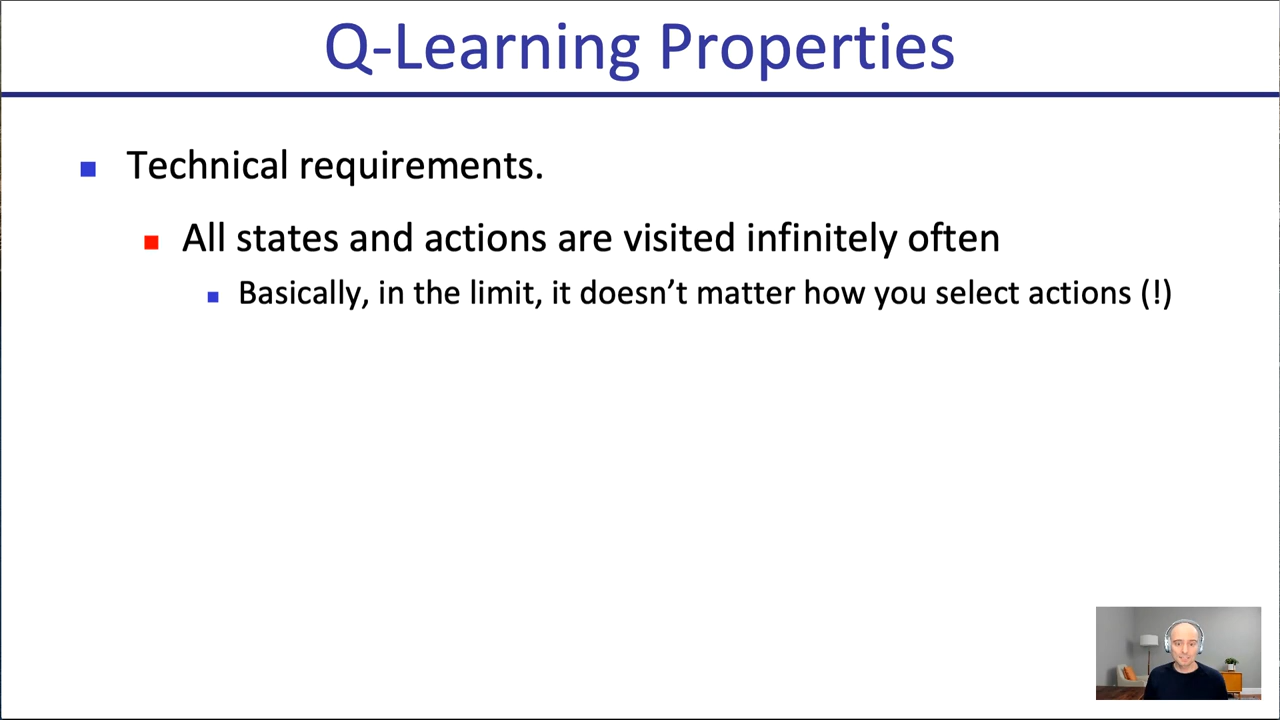 Q-Learning Properties
Technical requirements.
All states and actions are visited infinitely often
Basically, in the limit, it doesn’t matter how you select actions (!)